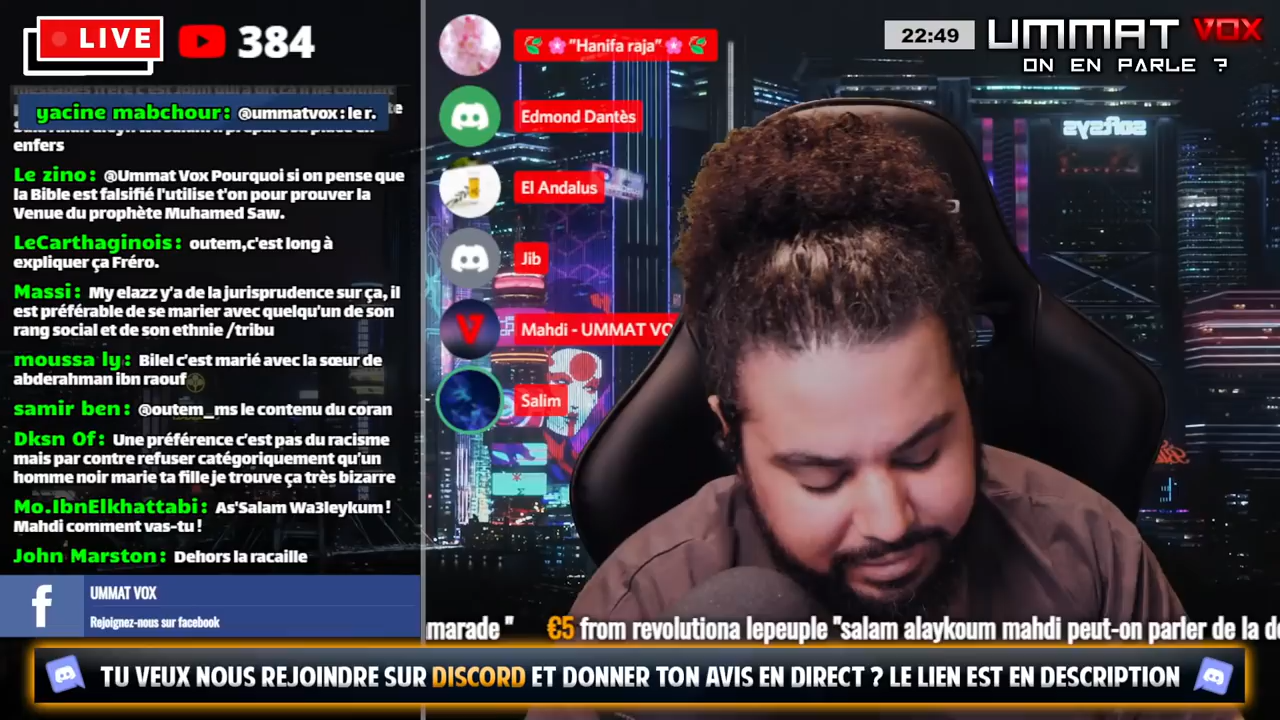 LIVE
384
22:49
UMMAT VOX
ON EN PARLE ?
yacine mabchour: @ummatvox : le r.
enfers
Le zino: @Ummat Vox Pourquoi si on pense que
la Bible est falsifié l'utilise t'on pour prouver la
Venue du prophète Muhamed Saw.
LeCarthaginois: outem,c'est long à
expliquer ça Fréro.
Massi: My elazz y'a de la jurisprudence sur ça, il
est préférable de se marier avec quelqu'un de son
rang social et de son ethnie /tribu
moussa ly: Bilel c'est marié avec la sœur de
abderahman ibn raouf
samir ben: @outem_ms le contenu du coran
Dksn Of: Une préférence c'est pas du racisme
mais par contre refuser catégoriquement qu'un
homme noir marie ta fille je trouve ça très bizarre
Mo.IbnElkhattabi: As'Salam Wa3leykum !
Mahdi comment vas-tu !
John Marston: Dehors la racaille
f
UMMAT VOX
Rejoignez-nous sur facebook
"Hanifa raja"
Edmond Dantès
El Andalus
Jib
V
Mahdi - UMMAT VO
Salim
marade " €5 from revolutiona lepeuple "salam alaykoum mahdi peut-on parler de la d
TU VEUX NOUS REJOINDRE SUR DISCORD ET DONNER TON AVIS EN DIRECT ? LE LIEN EST EN DESCRIPTION